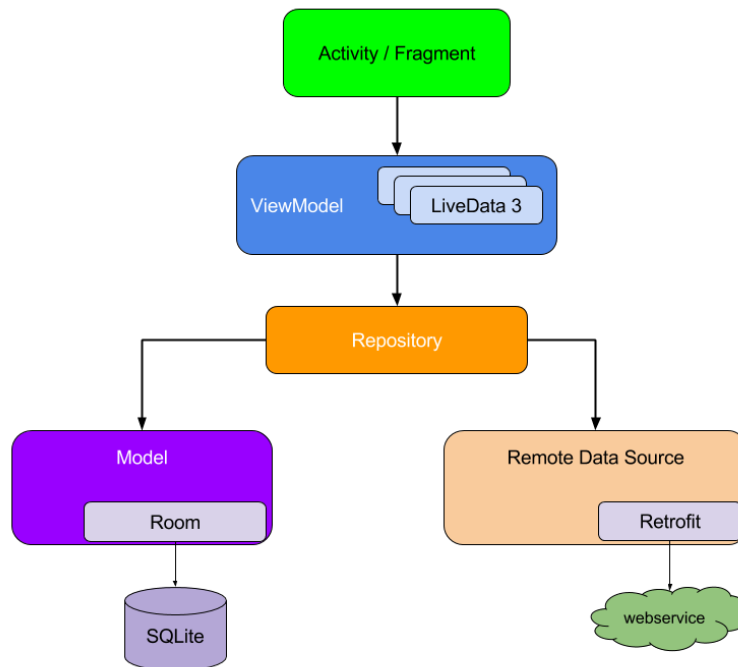 Activity / Fragment
ViewModel
LiveData 3
Repository
Model
Remote Data Source
Room
Retrofit
SQLite
webservice